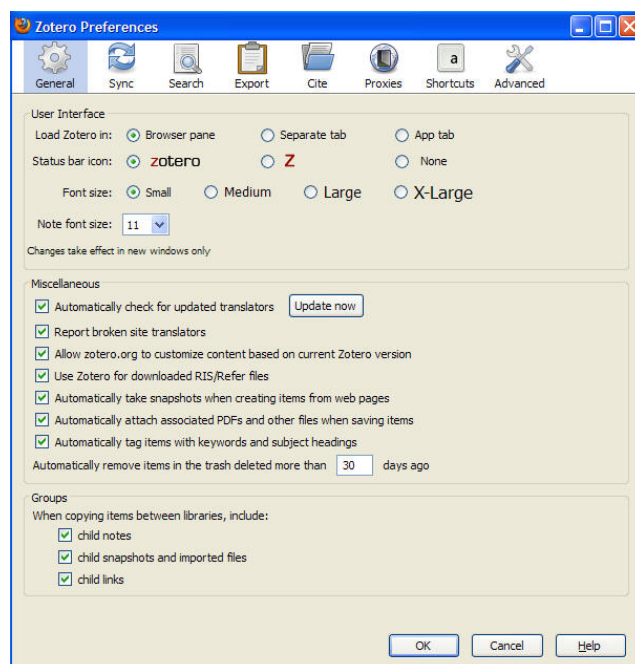 Zotero Preferences
General Sync Search Export Cite Proxies a Shortcuts Advanced
User Interface
Load Zotero in: Browser pane Separate tab App tab
Status bar icon: zotero Z None
Font size: Small Medium Large X-Large
Note font size: 11
Changes take effect in new windows only
Miscellaneous
Automatically check for updated translators Update now
Report broken site translators
Allow zotero.org to customize content based on current Zotero version
Use Zotero for downloaded RIS/Refer files
Automatically take snapshots when creating items from web pages
Automatically attach associated PDFs and other files when saving items
Automatically tag items with keywords and subject headings
Automatically remove items in the trash deleted more than 30 days ago
Groups
When copying items between libraries, include:
child notes
child snapshots and imported files
child links
OK Cancel Help